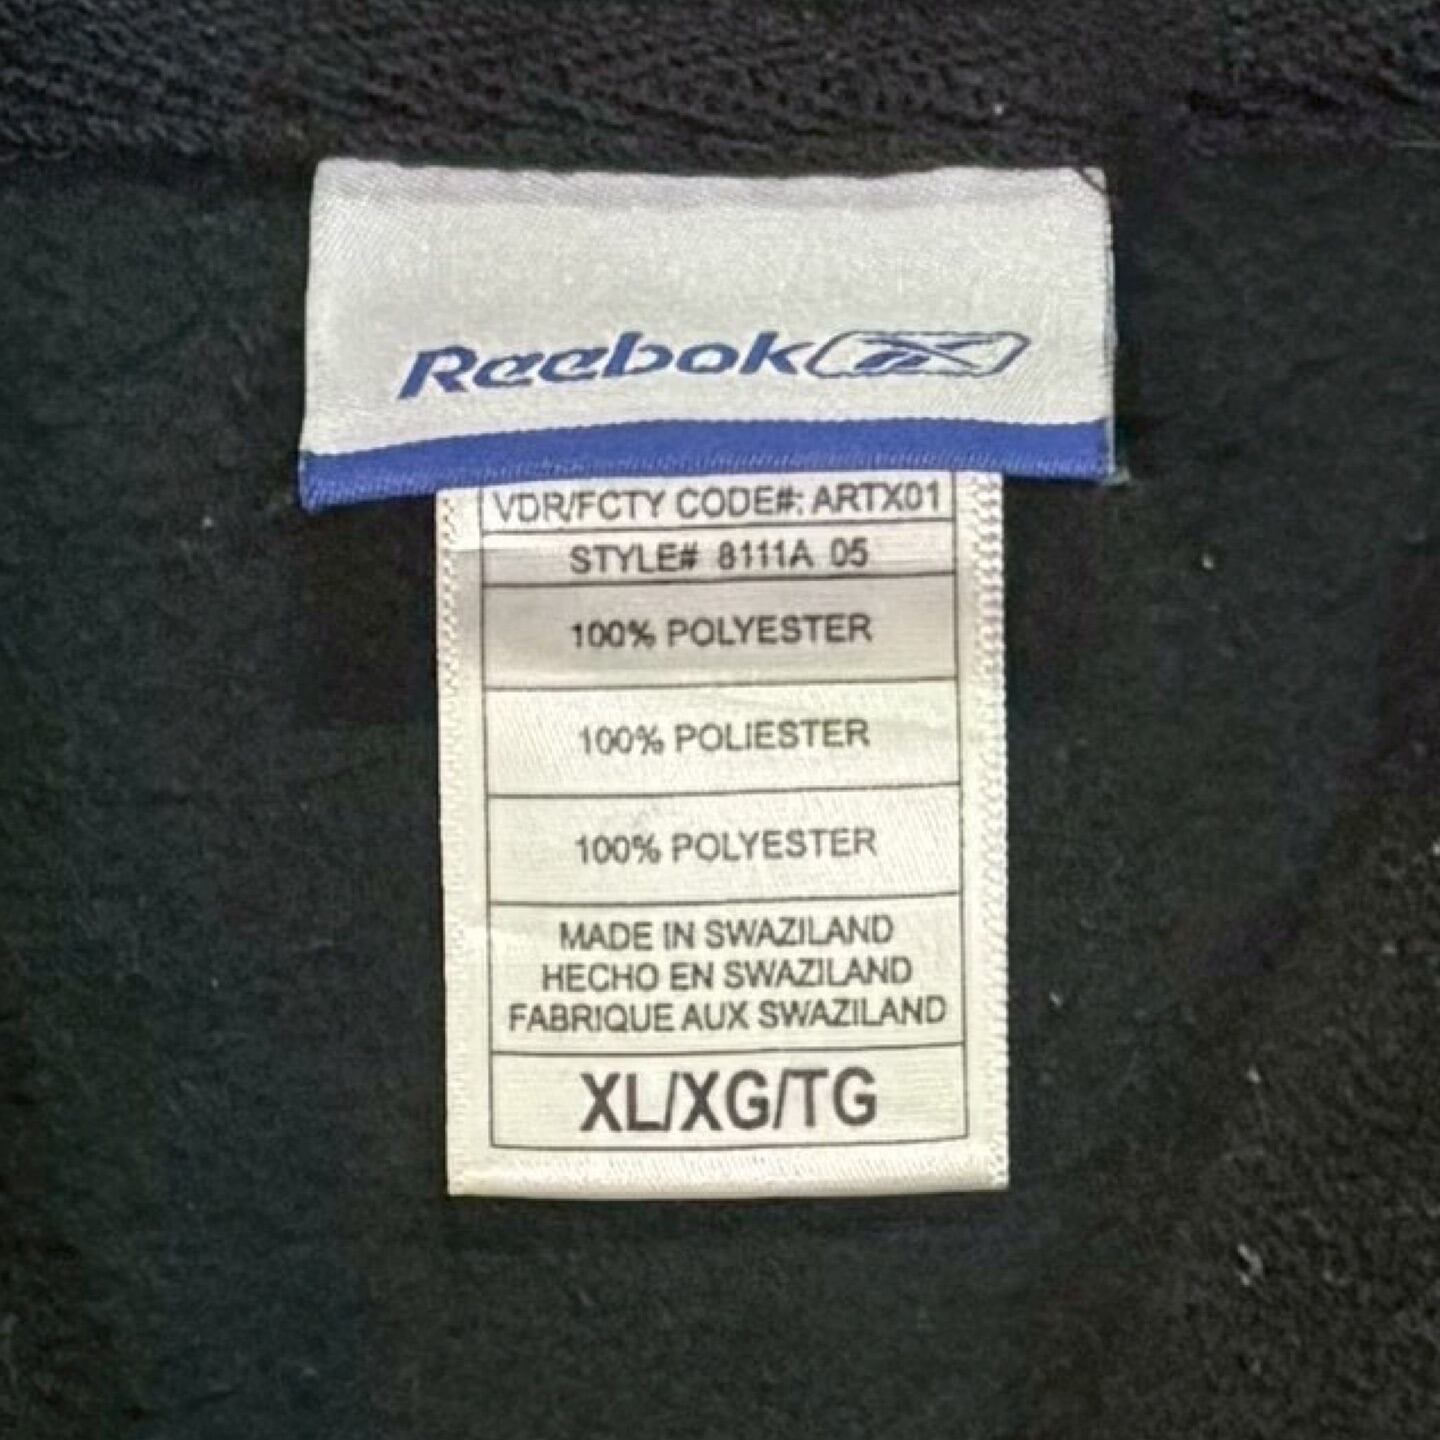 Reebok
VDR/FCTY CODE#: ARTX01
STYLE# 8111A 05
100% POLYESTER
100% POLIESTER
100% POLYESTER
MADE IN SWAZILAND
HECHO EN SWAZILAND
FABRIQUE AUX SWAZILAND
XL/XG/TG